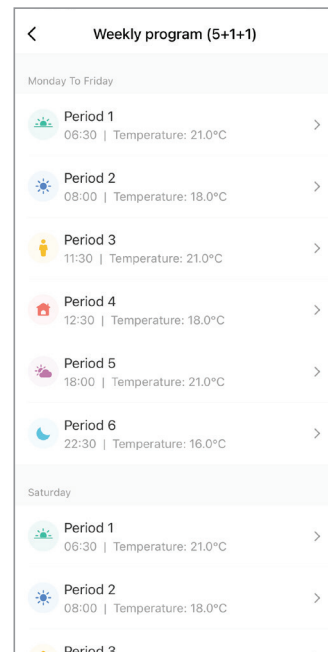 Weekly program (5+1+1)
Monday To Friday
Period 1
06:30 | Temperature: 21.0°C
Period 2
08:00 | Temperature: 18.0°C
Period 3
11:30 | Temperature: 21.0°C
Period 4
12:30 | Temperature: 18.0°C
Period 5
18:00 | Temperature: 21.0°C
Period 6
22:30 | Temperature: 16.0°C
Saturday
Period 1
06:30 | Temperature: 21.0°C
Period 2
08:00 | Temperature: 18.0°C
Period 3